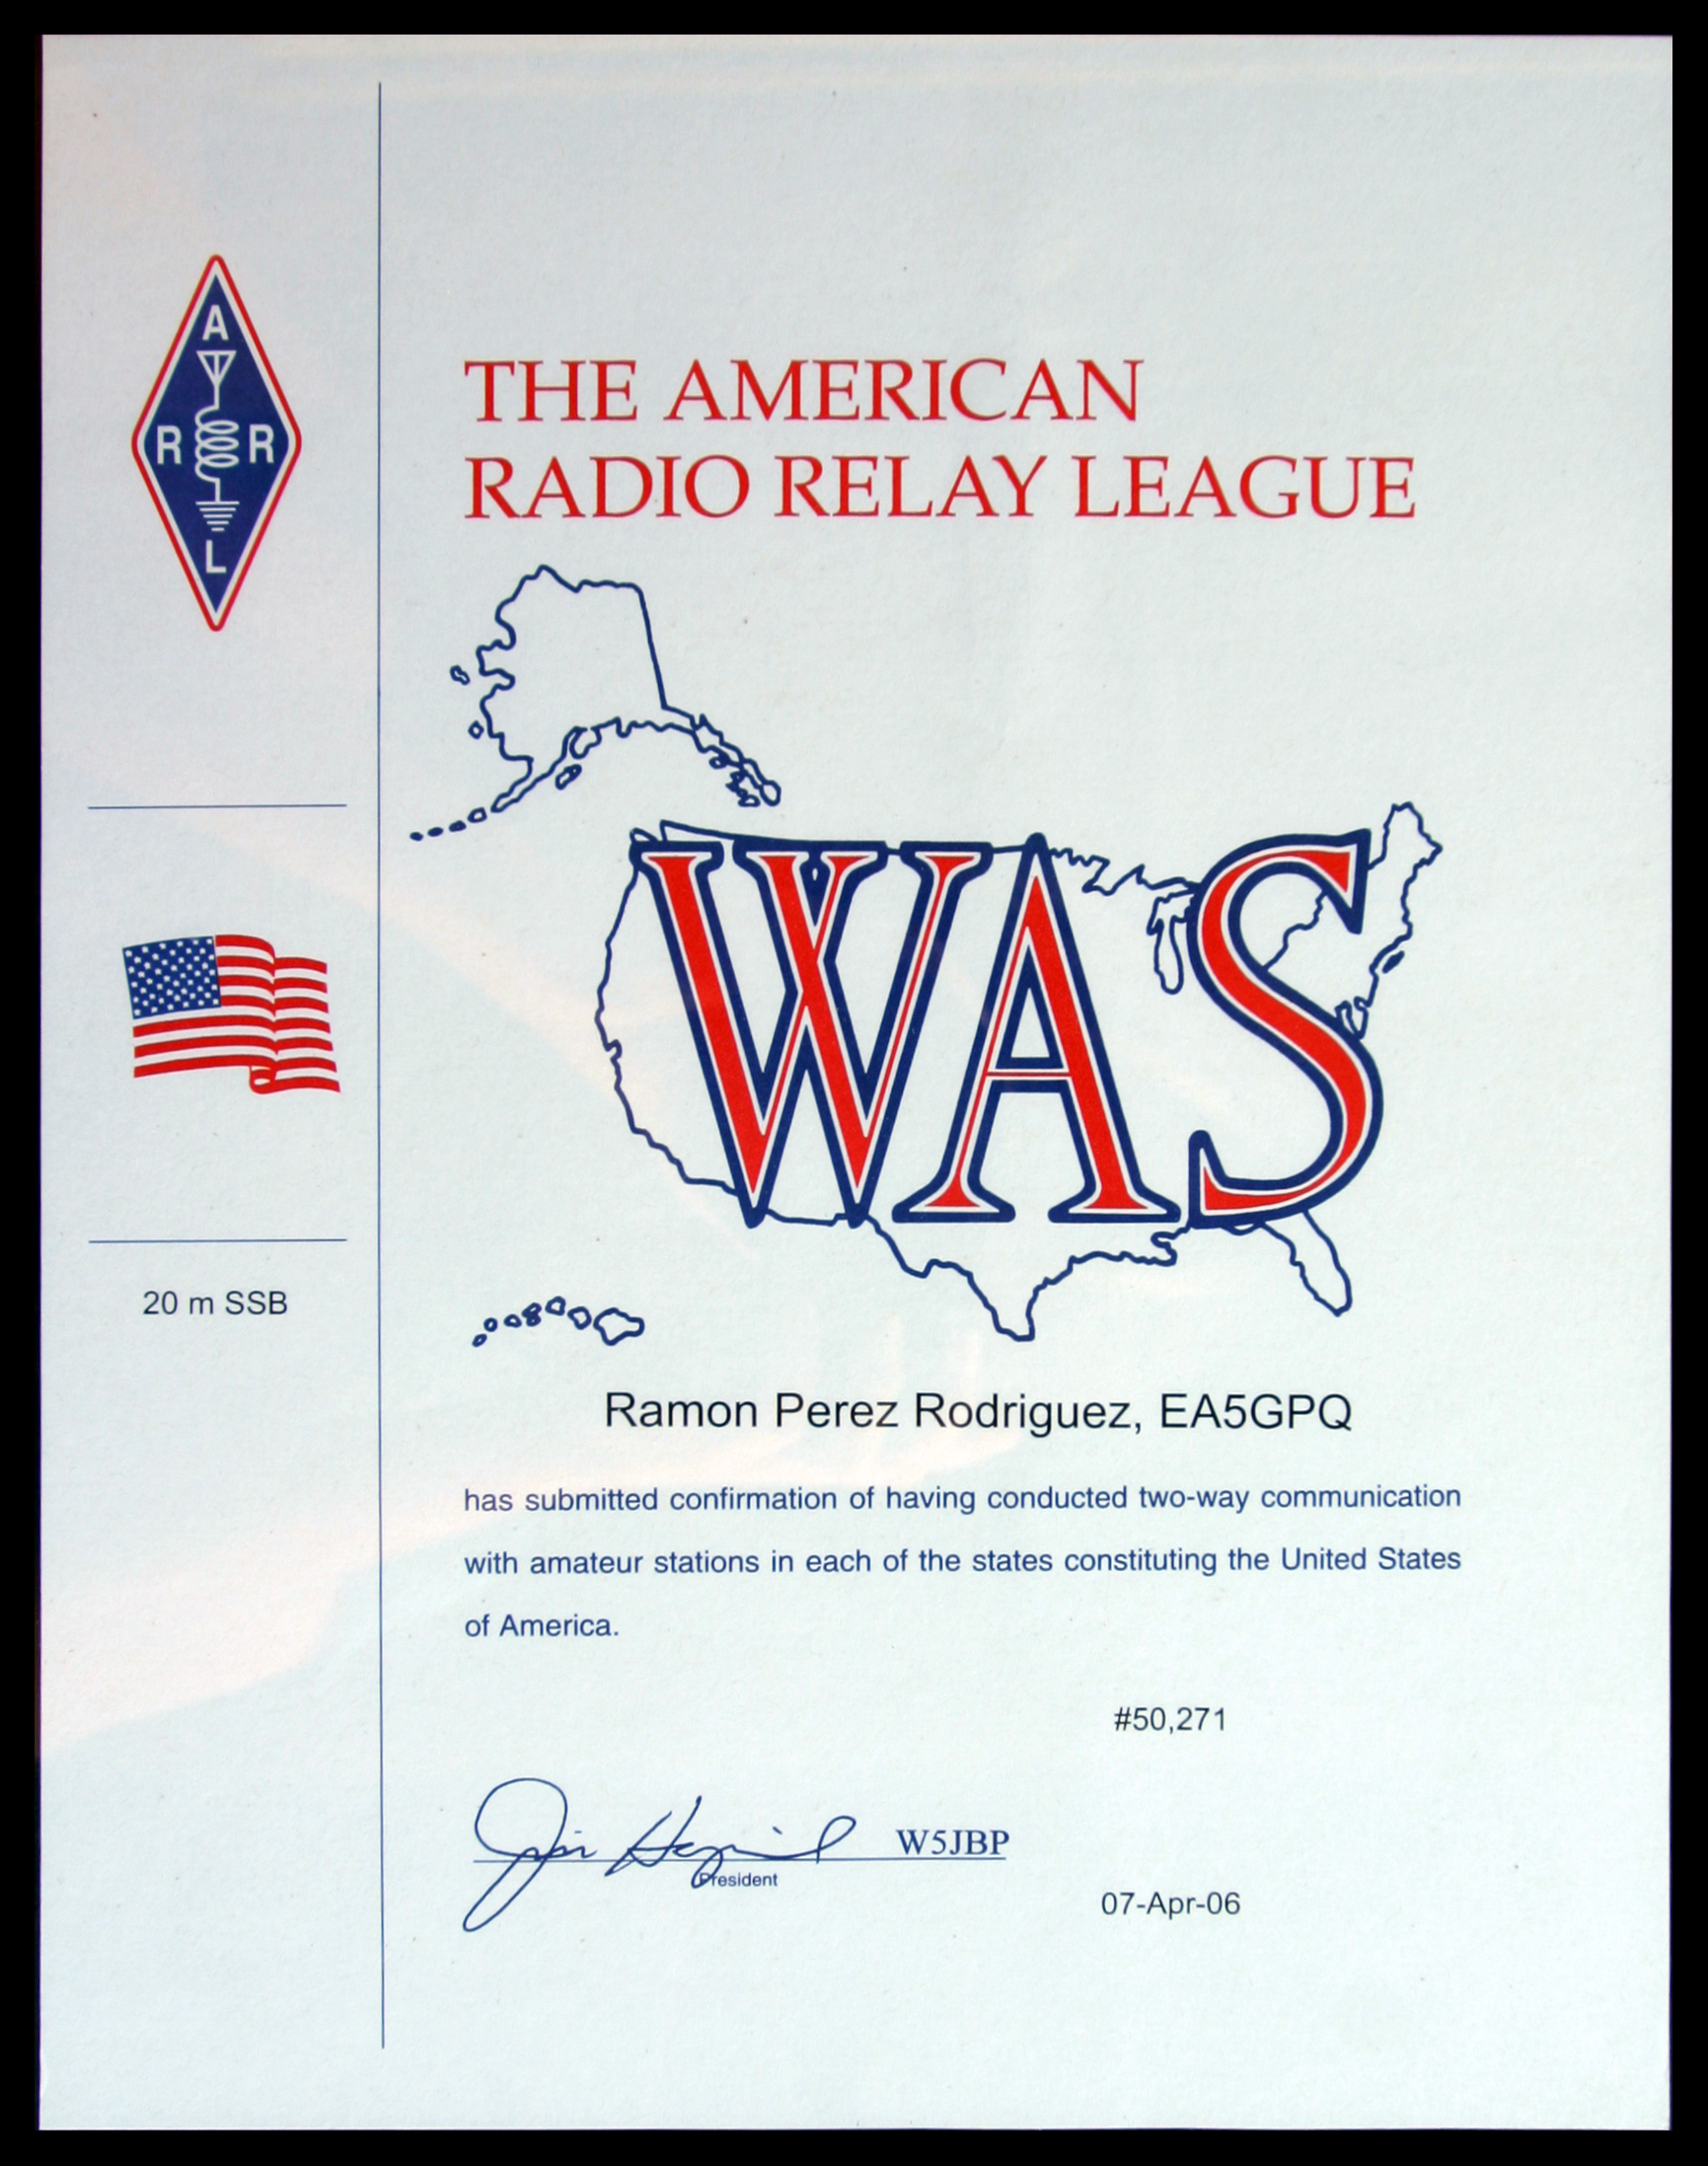 A
R R
L
THE AMERICAN
RADIO RELAY LEAGUE
WAS
20 m SSB
Ramon Perez Rodriguez, EA5GPQ
has submitted confirmation of having conducted two-way communication
with amateur stations in each of the states constituting the United States
of America.
#50,271
W5JBP
President
07-Apr-06